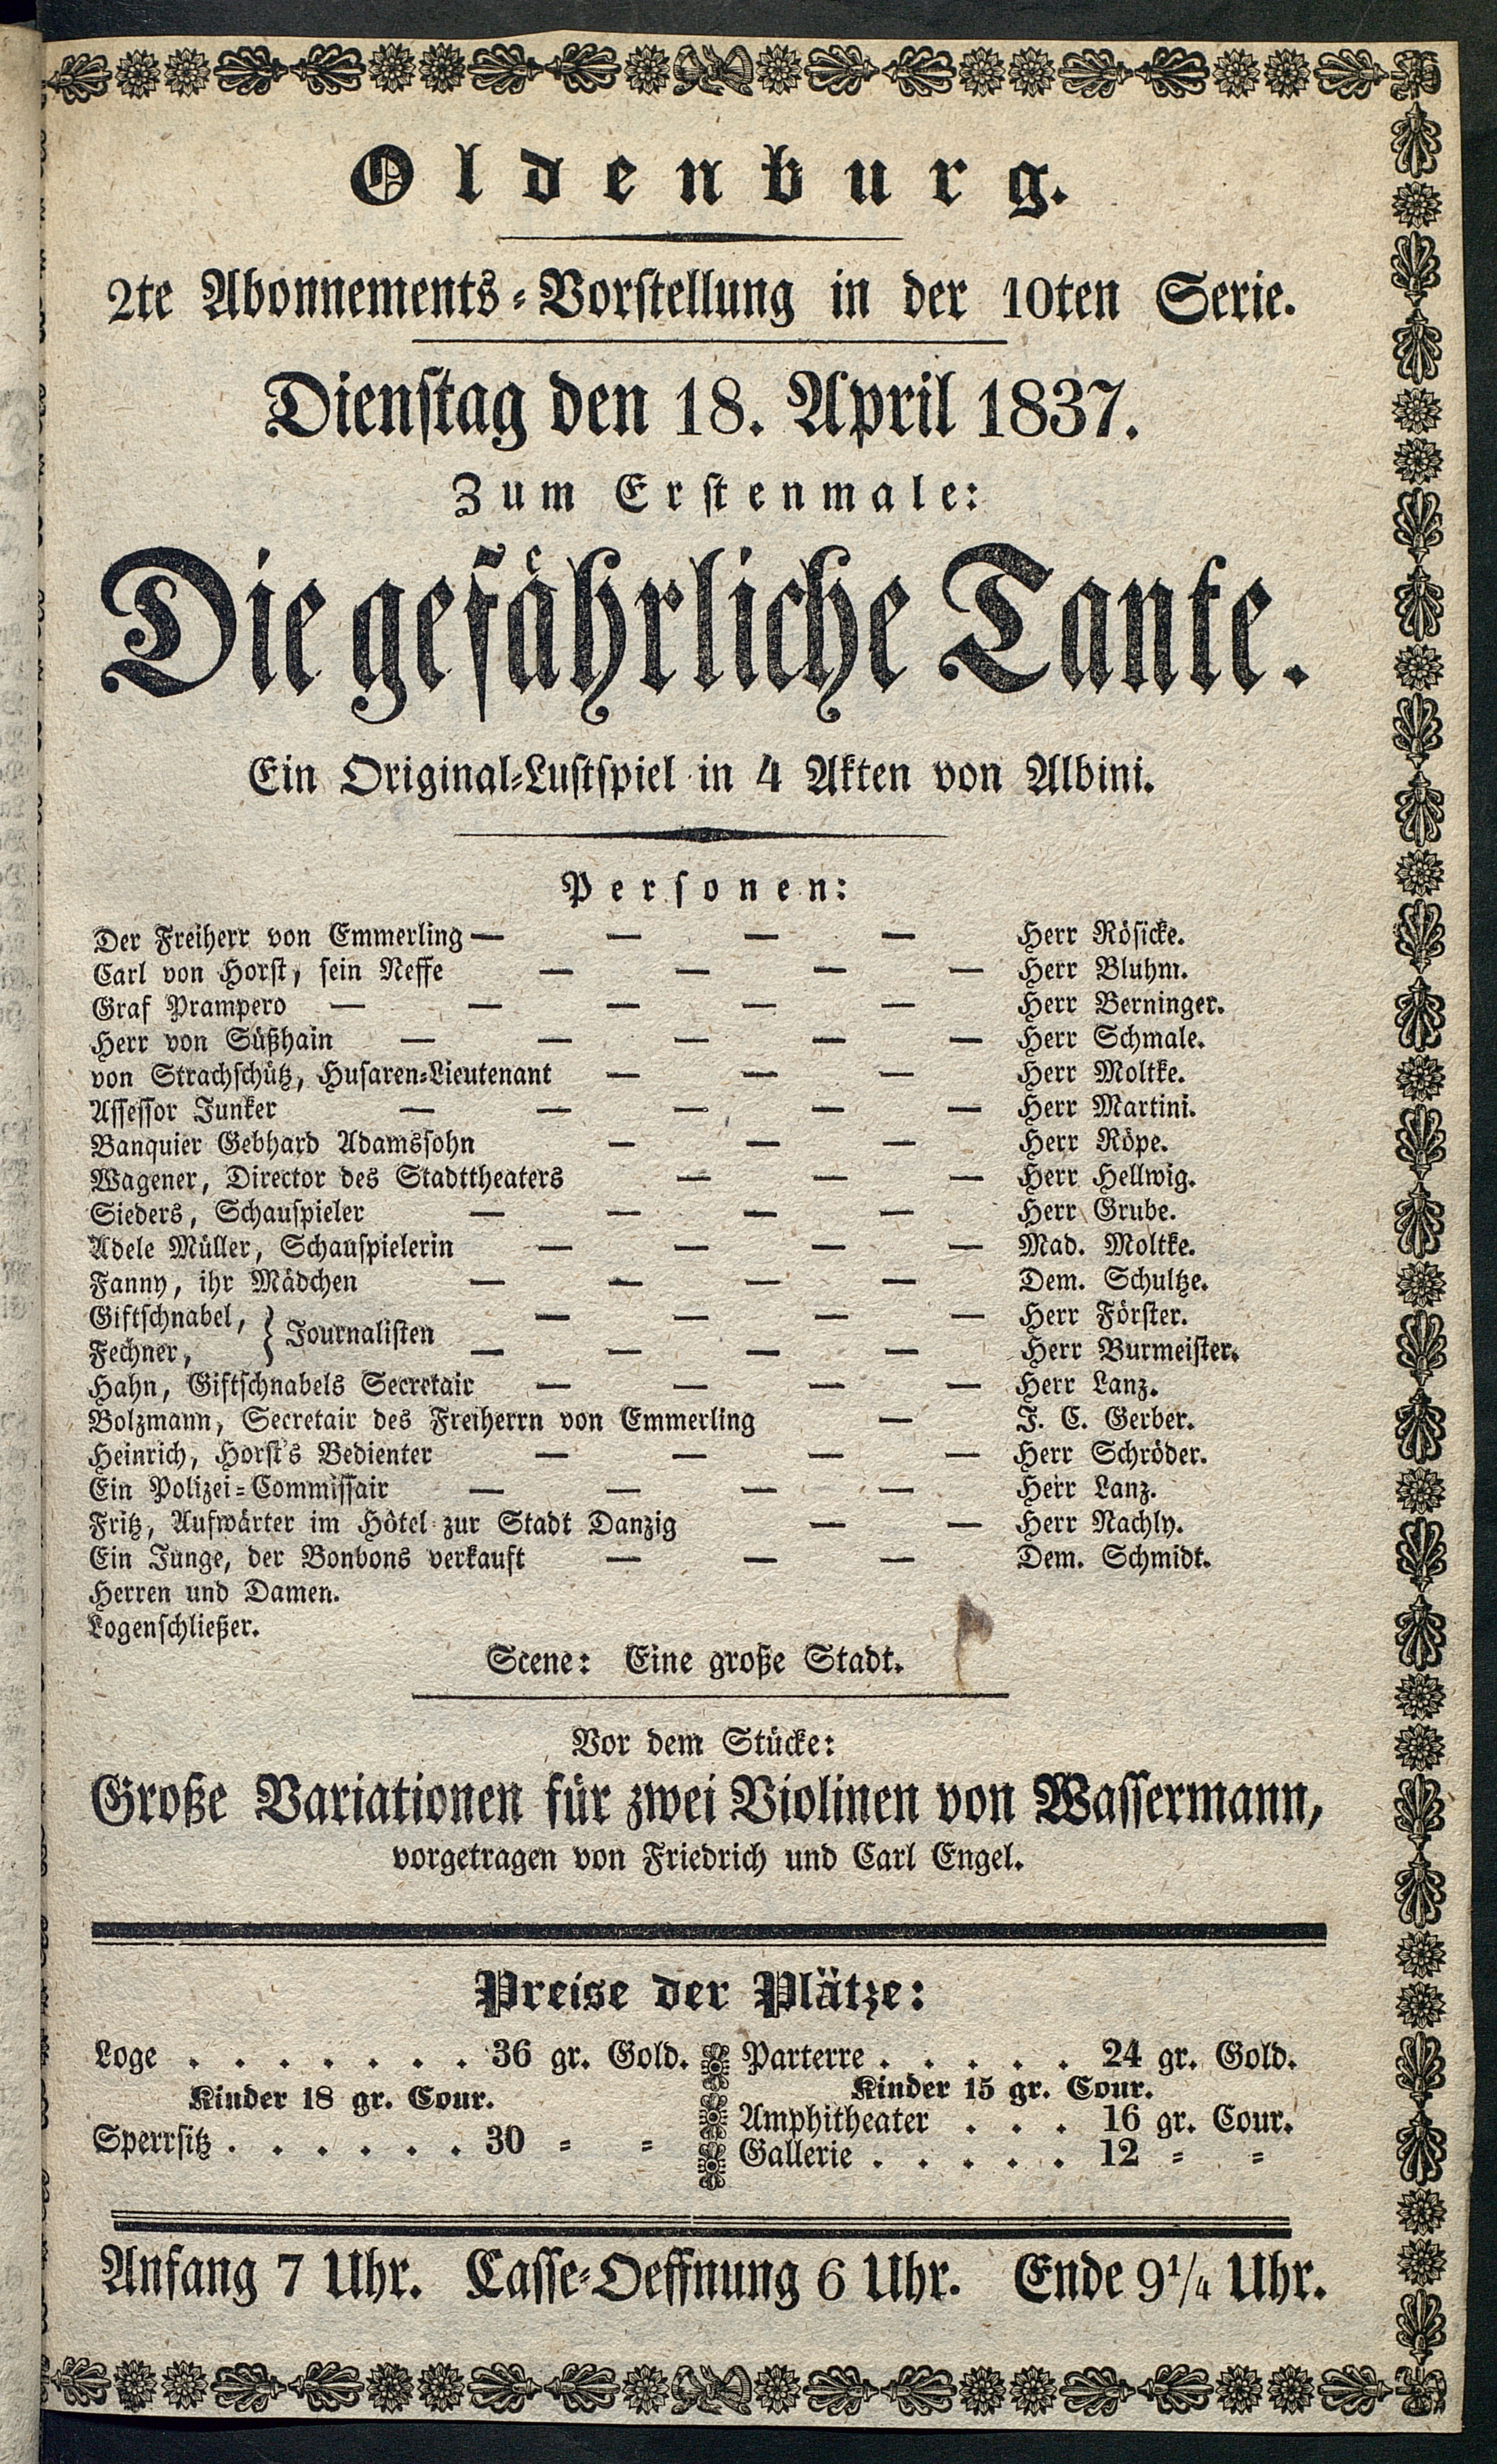 Oldenburg.
2te Abonnements-Vorstellung in der 10ten Serie.
Dienstag den 18. April 1837.
Zum Erstenmale:
Die gefährliche Tante.
Ein Original-Lustspiel in 4 Akten von Albini.
Personen:
Der Freiherr von Emmerling — — — — Herr Rösicke.
Carl von Horst, sein Neffe — — — — Herr Bluhm.
Graf Prampero — — — — — Herr Berninger.
Herr von Süßhain — — — — — Herr Schmale.
von Strachschütz, Husaren-Lieutenant — — — Herr Moltke.
Assessor Junker — — — — — Herr Martini.
Banquier Gebhard Adamssohn — — — Herr Röpe.
Wagener, Director des Stadttheaters — — — Herr Hellwig.
Sieders, Schauspieler — — — — Herr Grube.
Adele Müller, Schauspielerin — — — — Mad. Moltke.
Fanny, ihr Mädchen — — — — Dem. Schultze.
Giftschnabel, } Journalisten — — — — Herr Förster.
Fechner, — — — — Herr Burmeister.
Hahn, Giftschnabels Secretair — — — — Herr Lanz.
Bolzmann, Secretair des Freiherrn von Emmerling — J. C. Gerber.
Heinrich, Horst's Bedienter — — — — Herr Schröder.
Ein Polizei-Commissair — — — — Herr Lanz.
Fritz, Aufwärter im Hôtel zur Stadt Danzig — — Herr Nachly.
Ein Junge, der Bonbons verkauft — — — Dem. Schmidt.
Herren und Damen.
Logenschließer.
Scene: Eine große Stadt.
Vor dem Stücke:
Große Variationen für zwei Violinen von Wassermann,
vorgetragen von Friedrich und Carl Engel.
Preise der Plätze:
Loge . . . . . . . 36 gr. Gold.
Kinder 18 gr. Cour.
Sperrsitz . . . . . . 30 = =
Parterre . . . . . 24 gr. Gold.
Kinder 15 gr. Cour.
Amphitheater . . . 16 gr. Cour.
Gallerie . . . . . 12 = =
Anfang 7 Uhr. Casse-Oeffnung 6 Uhr. Ende 9 1/4 Uhr.